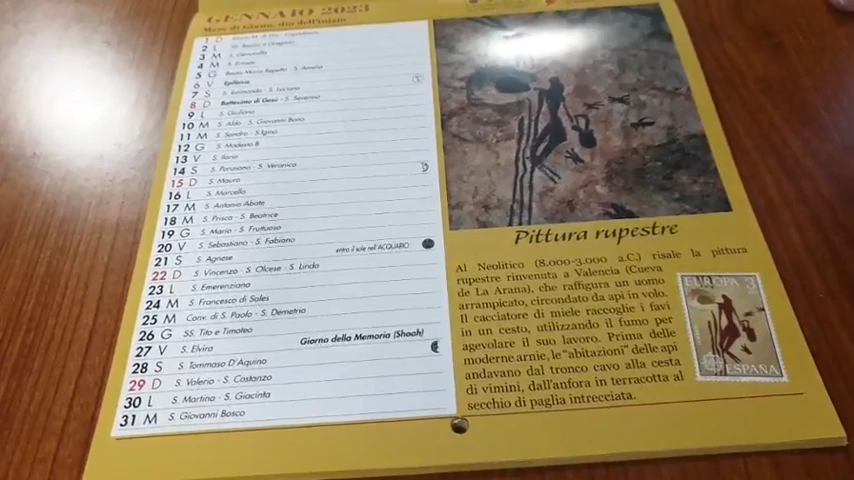 GENNAIO 2023
Mese di Giano, dio dell'inizio
1 D
2 L
3 M S. Genoveffa
4 M S. Ermete
5 G S. Amelia
6 V Epifania
7 S S. Raimondo - S. Luciano
8 D Battesimo di Gesù - S. Severino
9 L S. Giuliano
10 M S. Aldo - S. Giovanni Bono
11 M S. Sandro - S. Igino
12 G S. Modesto B
13 V S. Ilario
14 S S. Ponziano - S. Veronica
15 D S. Mauro
16 L S. Marcello
17 M S. Antonio Abate
18 M S. Prisca - S. Beatrice
19 G S. Mario - S. Fruttuoso
20 V S. Sebastiano - S. Fabiano
entra il sole nell'ACQUARIO
21 S S. Agnese
22 D S. Vincenzo - S. Olcese - S. Linda
23 L S. Emerenziana
24 M S. Francesco di Sales
25 M Conv. di S. Paolo - S. Demetrio
26 G SS. Tito e Timoteo
27 V S. Elvira Giorno della Memoria (Shoah)
28 S S. Tommaso D'Aquino
29 D S. Valerio - S. Costanzo
30 L S. Martina - S. Giacinta
31 M S. Giovanni Bosco
Pittura rupestre
Al Neolitico (8.000-3.000 a.C.) risale la pittura
rupestre rinvenuta a Valencia (Cueva
de La Arana), che raffigura un uomo
arrampicato, circondato da api in volo.
Il cacciatore di miele raccoglie i favi
in un cesto, utilizzando il fumo per
agevolare il suo lavoro. Prima delle
moderne arnie, le "abitazioni" delle api
andavano dal tronco cavo alla cesta
di vimini, dall'anfora in terracotta al
secchio di paglia intrecciata.
EUROPA 3
ESPAÑA